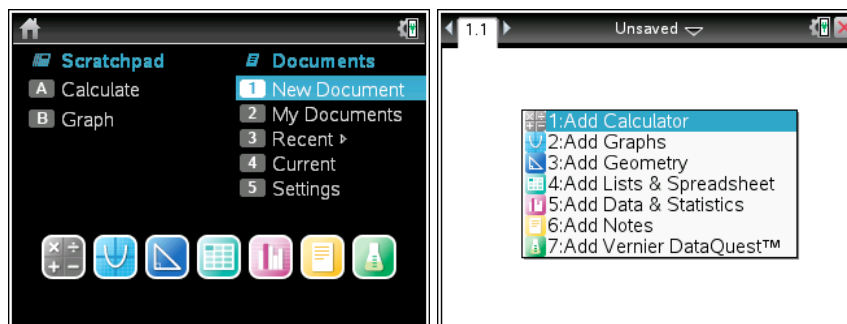 Scratchpad
A Calculate
B Graph
Documents
1 New Document
2 My Documents
3 Recent ▹
4 Current
5 Settings
1.1 Unsaved
1:Add Calculator
2:Add Graphs
3:Add Geometry
4:Add Lists & Spreadsheet
5:Add Data & Statistics
6:Add Notes
7:Add Vernier DataQuest™